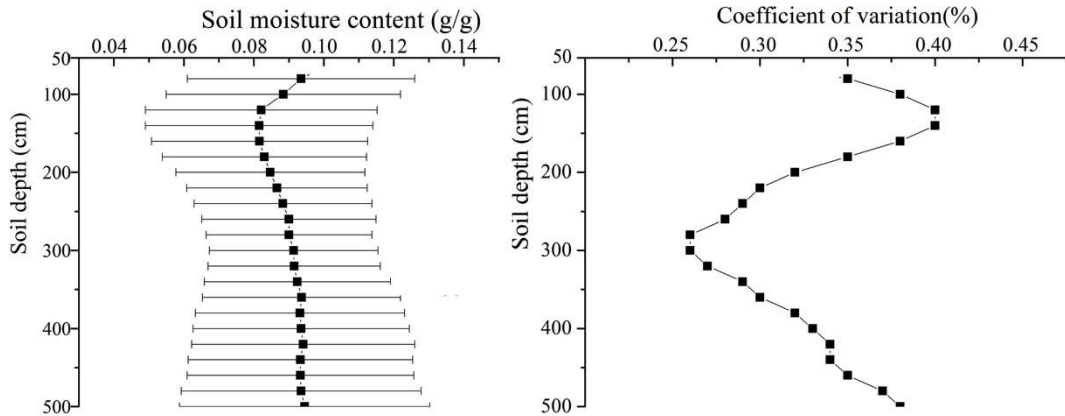 Soil moisture content (g/g)
0.04 0.06 0.08 0.10 0.12 0.14
50
100
200
300
400
500
Soil depth (cm)
Coefficient of variation(%)
0.25 0.30 0.35 0.40 0.45
50
100
200
300
400
500
Soil depth (cm)